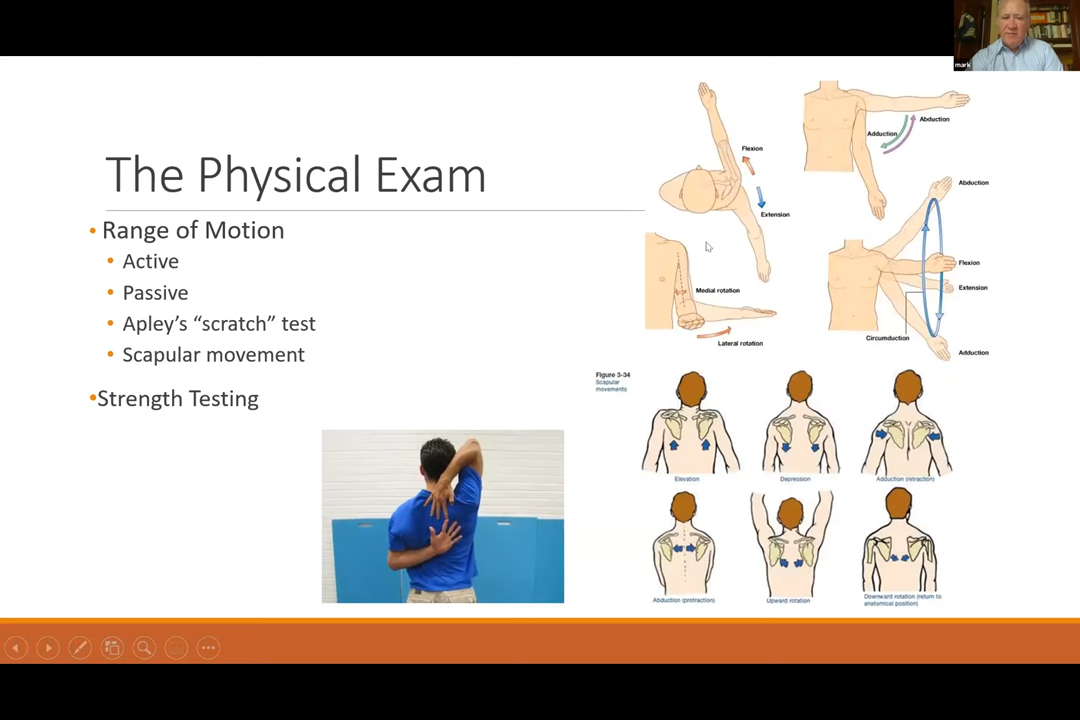 mark
The Physical Exam
• Range of Motion
• Active
• Passive
• Apley’s “scratch” test
• Scapular movement
•Strength Testing
Flexion
Extension
Abduction
Adduction
Medial rotation
Lateral rotation
Abduction
Flexion
Extension
Circumduction
Adduction
Figure 3-34
Scapular
movements
Elevation
Depression
Adduction (retraction)
Abduction (protraction)
Upward rotation
Downward rotation (return to
anatomical position)